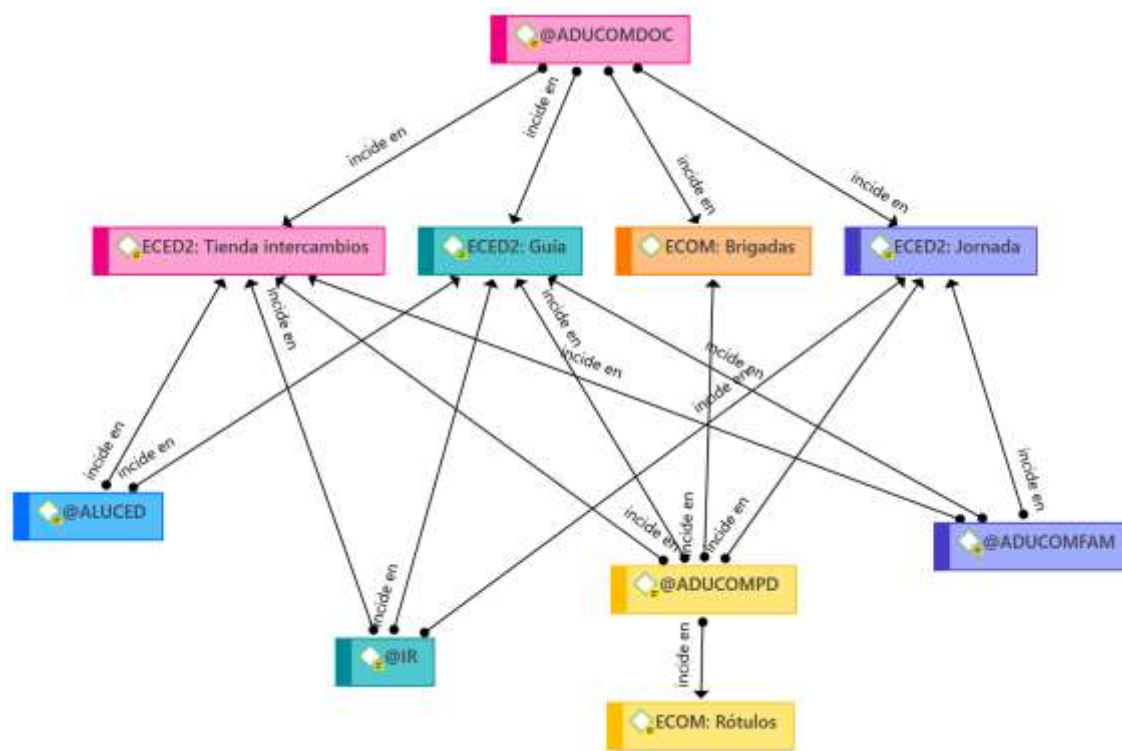 @ADUCOMDOC
incide en
incide en
incide en
incide en
ECED2: Tienda intercambios
ECED2: Guía
ECOM: Brigadas
ECED2: Jornada
incide en
incide en
incide en
incide en
incide en
incide en
incide en
incide en
incide en
incide en
incide en
incide en
@ALUCED
@ADUCOMFAM
@ADUCOMPD
incide en
@IR
incide en
ECOM: Rótulos